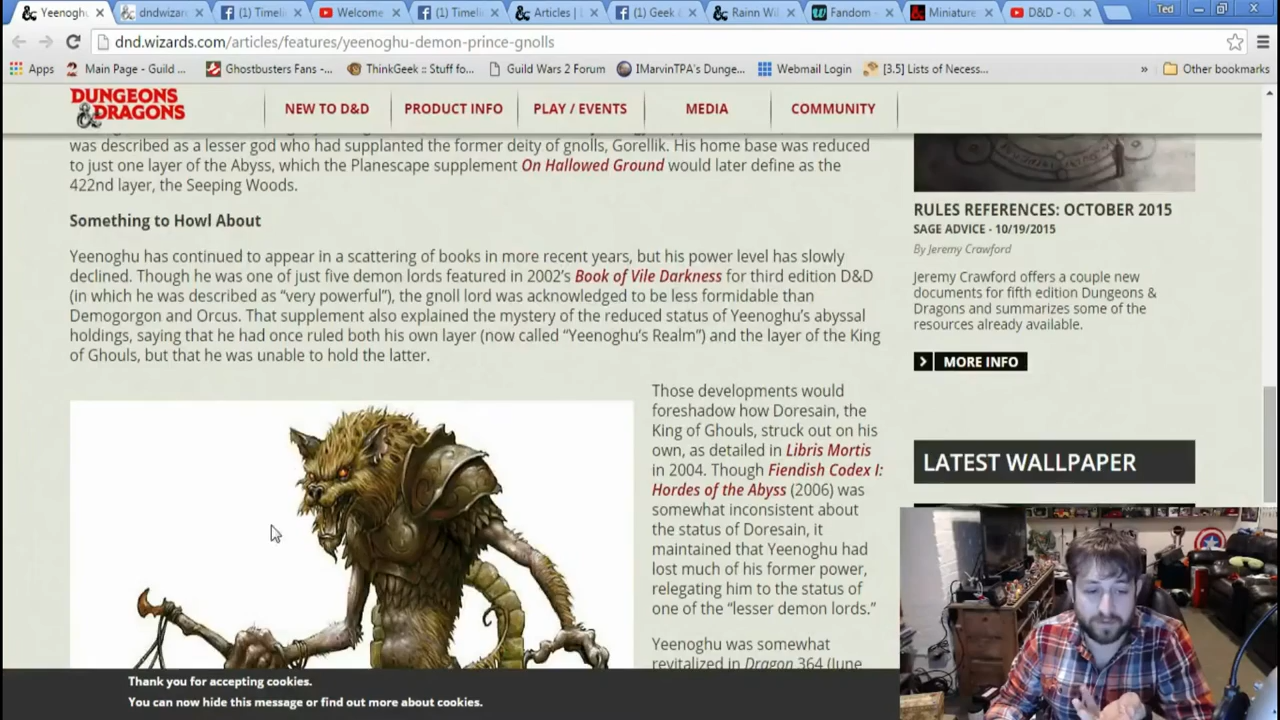 Yeenoghu
dndwizar
(1) Timeli
Welcome
(1) Timeli
Articles |
(1) Geek &
Rainn Wil
Fandom -
Miniature
D&D - O
Ted
dnd.wizards.com/articles/features/yeenoghu-demon-prince-gnolls
Apps
Main Page - Guild ...
Ghostbusters Fans -...
ThinkGeek :: Stuff fo...
Guild Wars 2 Forum
IMarvinTPA's Dunge...
Webmail Login
[3.5] Lists of Necess...
»
Other bookmarks
DUNGEONS
& DRAGONS
NEW TO D&D
PRODUCT INFO
PLAY / EVENTS
MEDIA
COMMUNITY
was described as a lesser god who had supplanted the former deity of gnolls, Gorellik. His home base was reduced
to just one layer of the Abyss, which the Planescape supplement On Hallowed Ground would later define as the
422nd layer, the Seeping Woods.
Something to Howl About
Yeenoghu has continued to appear in a scattering of books in more recent years, but his power level has slowly
declined. Though he was one of just five demon lords featured in 2002's Book of Vile Darkness for third edition D&D
(in which he was described as “very powerful”), the gnoll lord was acknowledged to be less formidable than
Demogorgon and Orcus. That supplement also explained the mystery of the reduced status of Yeenoghu's abyssal
holdings, saying that he had once ruled both his own layer (now called “Yeenoghu's Realm”) and the layer of the King
of Ghouls, but that he was unable to hold the latter.
Those developments would
foreshadow how Doresain, the
King of Ghouls, struck out on his
own, as detailed in Libris Mortis
in 2004. Though Fiendish Codex I:
Hordes of the Abyss (2006) was
somewhat inconsistent about
the status of Doresain, it
maintained that Yeenoghu had
lost much of his former power,
relegating him to the status of
one of the “lesser demon lords.”
Yeenoghu was somewhat
revitalized in Dragon 364 (June
RULES REFERENCES: OCTOBER 2015
SAGE ADVICE - 10/19/2015
By Jeremy Crawford
Jeremy Crawford offers a couple new
documents for fifth edition Dungeons &
Dragons and summarizes some of the
resources already available.
MORE INFO
LATEST WALLPAPER
Thank you for accepting cookies.
You can now hide this message or find out more about cookies.